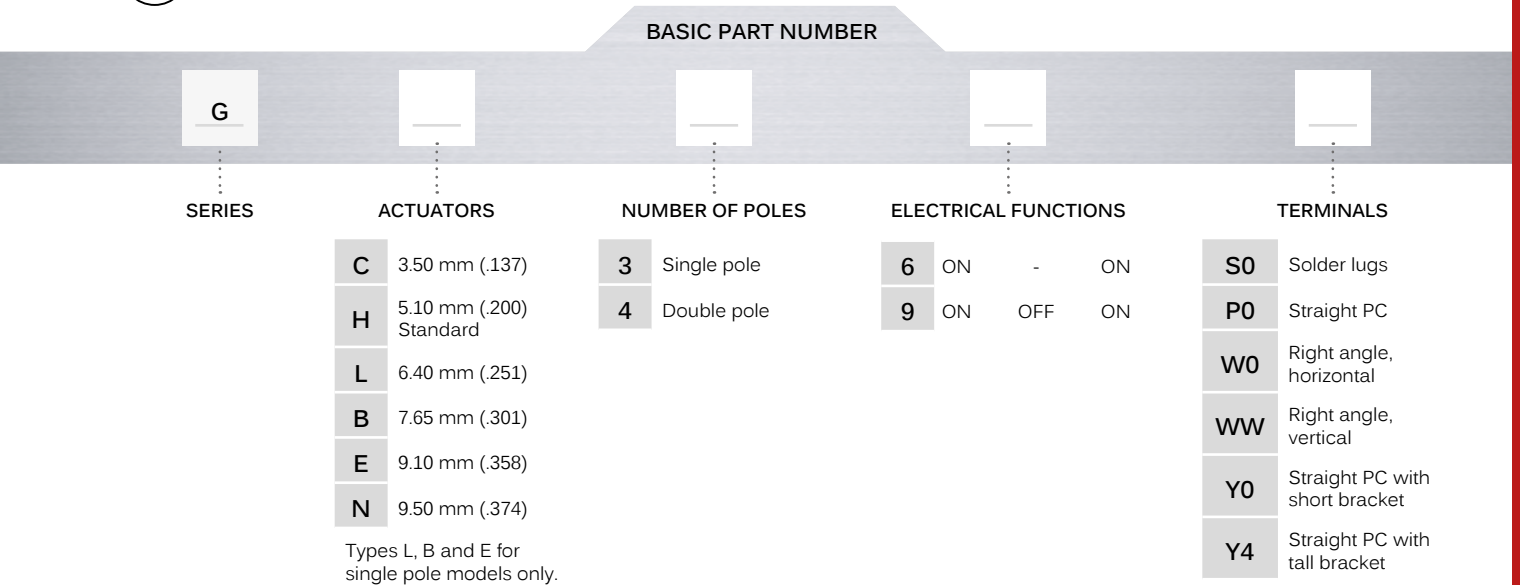 BASIC PART NUMBER
G
SERIES
ACTUATORS
NUMBER OF POLES
ELECTRICAL FUNCTIONS
TERMINALS
C 3.50 mm (.137)
H 5.10 mm (.200)
Standard
L 6.40 mm (.251)
B 7.65 mm (.301)
E 9.10 mm (.358)
N 9.50 mm (.374)
Types L, B and E for
single pole models only.
3 Single pole
4 Double pole
6 ON - ON
9 ON OFF ON
S0 Solder lugs
P0 Straight PC
W0 Right angle,
horizontal
WW Right angle,
vertical
Y0 Straight PC with
short bracket
Y4 Straight PC with
tall bracket